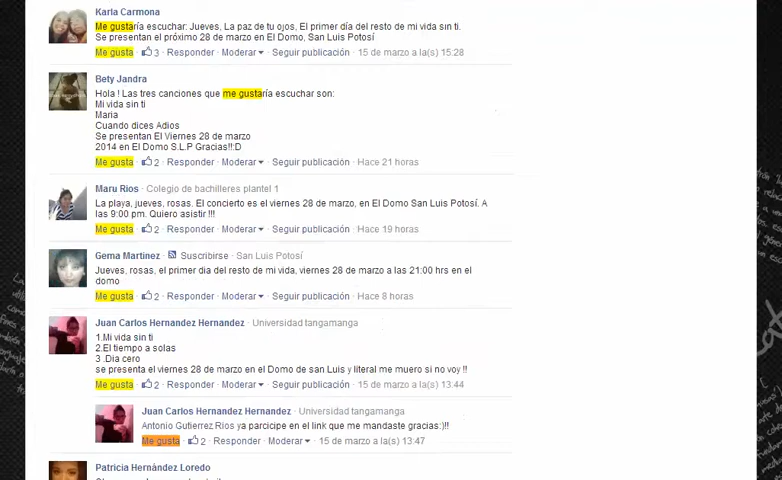 Karla Carmona
Me gustaría escuchar: Jueves, La paz de tu ojos, El primer día del resto de mi vida sin ti.
Se presentan el próximo 28 de marzo en El Domo, San Luis Potosí
Me gusta · 3 · Responder · Moderar · Seguir publicación · 15 de marzo a la(s) 15:28
Bety Jandra
Hola ! Las tres canciones que me gustaría escuchar son:
Mi vida sin ti
Maria
Cuando dices Adios
Se presentan El Viernes 28 de marzo
2014 en El Domo S.L.P Gracias!!:D
Me gusta · 2 · Responder · Moderar · Seguir publicación · Hace 21 horas
Maru Rios · Colegio de bachilleres plantel 1
La playa, jueves, rosas. El concierto es el viernes 28 de marzo, en El Domo San Luis Potosí. A
las 9:00 pm. Quiero asistir !!!
Me gusta · 2 · Responder · Moderar · Seguir publicación · Hace 19 horas
Gema Martinez · Suscribirse · San Luis Potosí
Jueves, rosas, el primer dia del resto de mi vida, viernes 28 de marzo a las 21:00 hrs en el
domo
Me gusta · 2 · Responder · Moderar · Seguir publicación · Hace 8 horas
Juan Carlos Hernandez Hernandez · Universidad tangamanga
1.Mi vida sin ti
2.El tiempo a solas
3 .Dia cero
se presenta el viernes 28 de marzo en el Domo de san Luis y literal me muero si no voy !!
Me gusta · 2 · Responder · Moderar · Seguir publicación · 15 de marzo a la(s) 13:44
Juan Carlos Hernandez Hernandez · Universidad tangamanga
Antonio Gutierrez Rios ya parcipe en el link que me mandaste gracias:)!!
Me gusta · 2 · Responder · Moderar · 15 de marzo a la(s) 13:47
Patricia Hernández Loredo